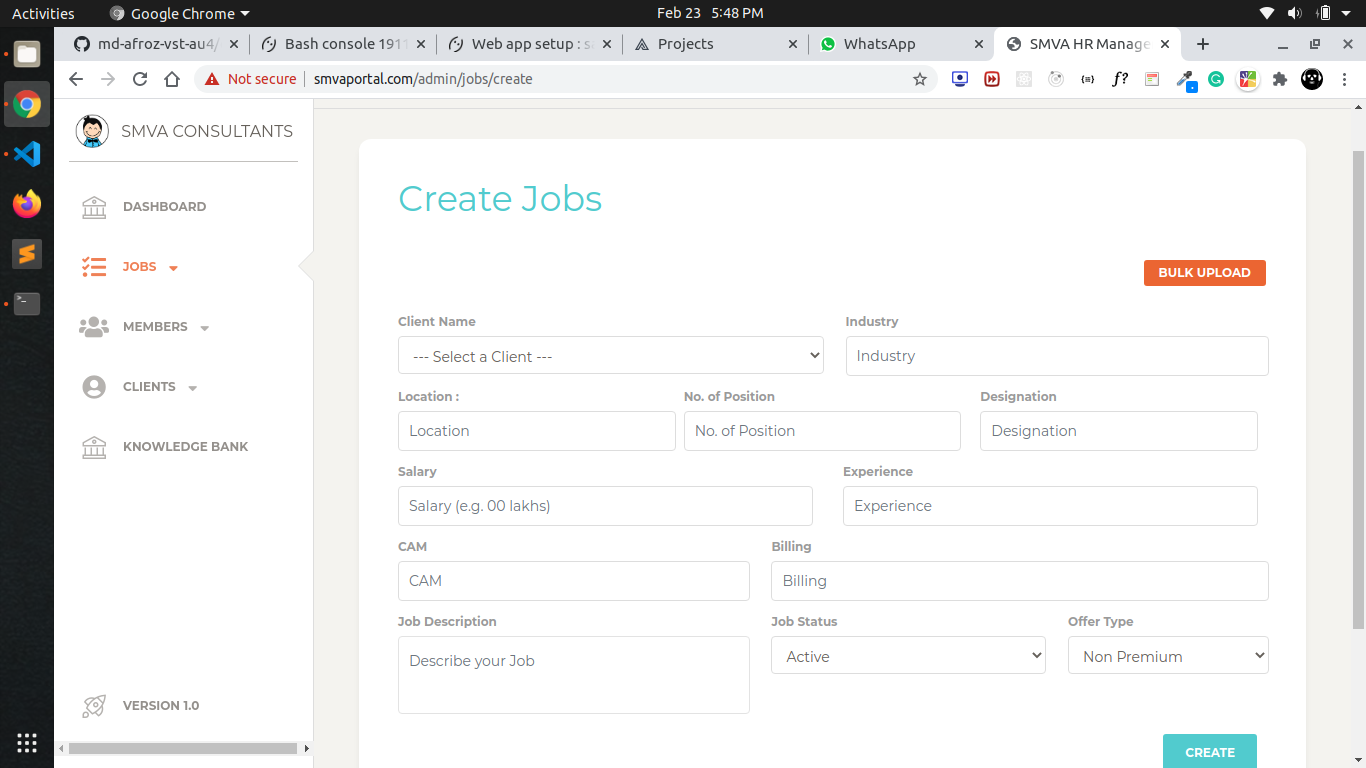 Activities Google Chrome Feb 23 5:48 PM
md-afroz-vst-au4/ Bash console 1911 Web app setup : Projects WhatsApp SMVA HR Manage
Not secure smvaportal.com/admin/jobs/create
SMVA CONSULTANTS
DASHBOARD
JOBS
MEMBERS
CLIENTS
KNOWLEDGE BANK
VERSION 1.0
Create Jobs
BULK UPLOAD
Client Name Industry
--- Select a Client --- Industry
Location : No. of Position Designation
Location No. of Position Designation
Salary Experience
Salary (e.g. 00 lakhs) Experience
CAM Billing
CAM Billing
Job Description Job Status Offer Type
Describe your Job Active Non Premium
CREATE